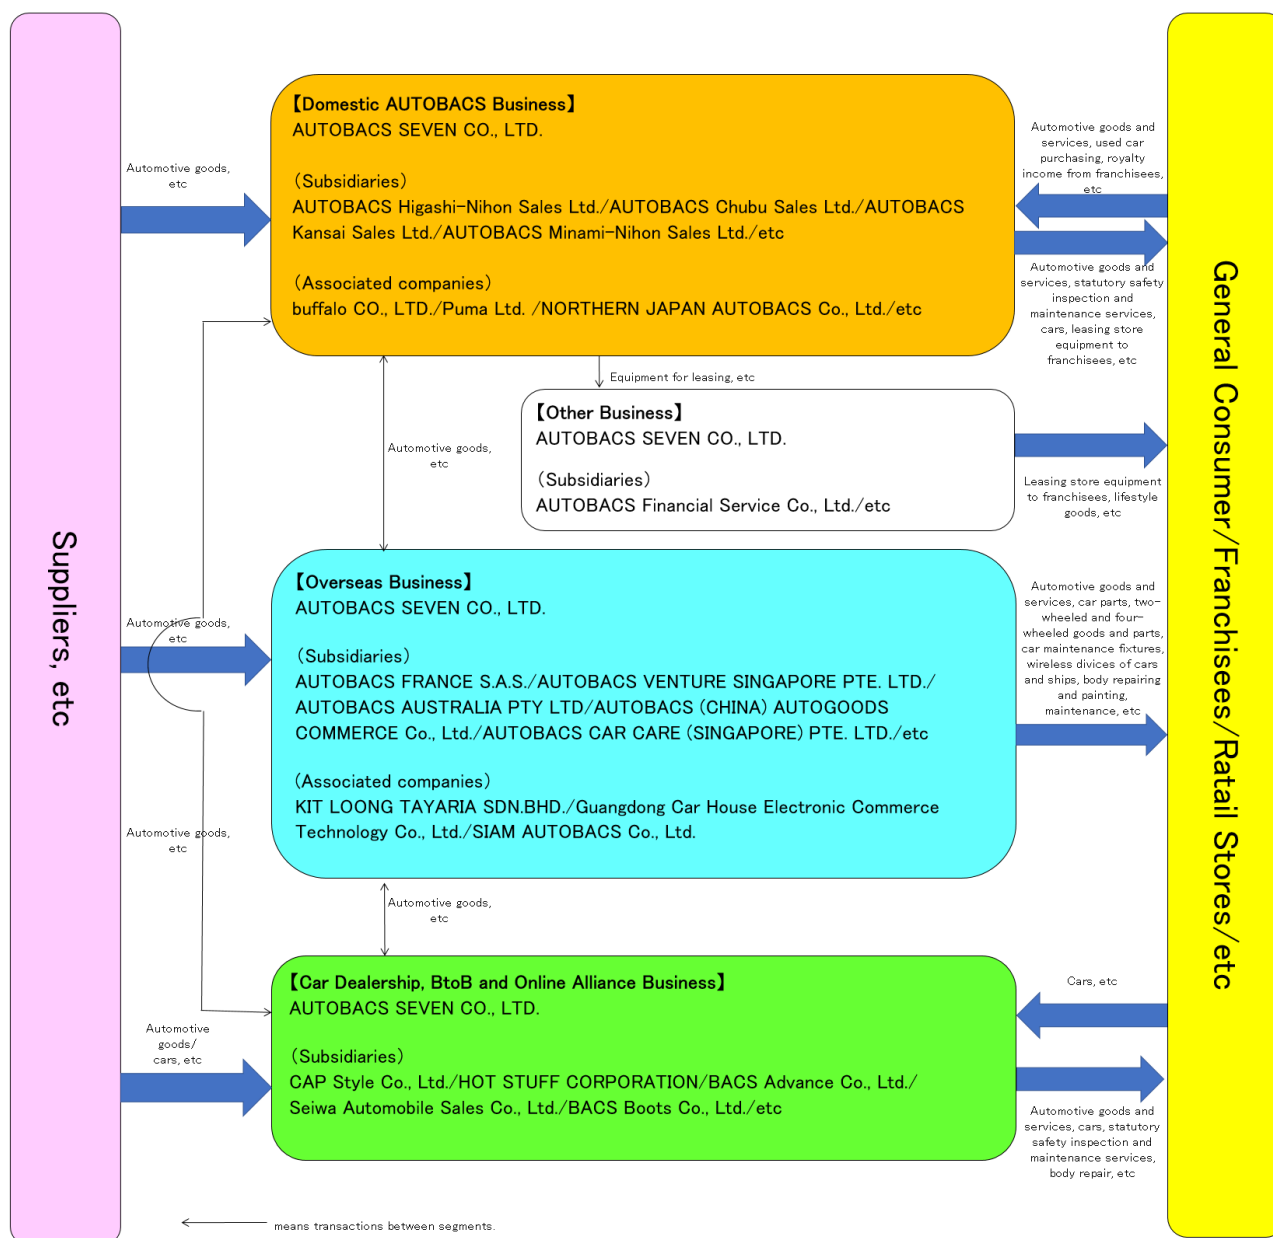 Suppliers, etc
Automotive goods,
etc
【Domestic AUTOBACS Business】
AUTOBACS SEVEN CO., LTD.
（Subsidiaries）
AUTOBACS Higashi-Nihon Sales Ltd./AUTOBACS Chubu Sales Ltd./AUTOBACS
Kansai Sales Ltd./AUTOBACS Minami-Nihon Sales Ltd./etc
（Associated companies）
buffalo CO., LTD./Puma Ltd. /NORTHERN JAPAN AUTOBACS Co., Ltd./etc
Automotive goods and
services, used car
purchasing, royalty
income from franchisees,
etc
Automotive goods and
services, statutory safety
inspection and
maintenance services,
cars, leasing store
equipment to
franchisees, etc
Equipment for leasing, etc
Automotive goods,
etc
【Other Business】
AUTOBACS SEVEN CO., LTD.
（Subsidiaries）
AUTOBACS Financial Service Co., Ltd./etc
Leasing store equipment
to franchisees, lifestyle
goods, etc
Automotive goods,
etc
【Overseas Business】
AUTOBACS SEVEN CO., LTD.
（Subsidiaries）
AUTOBACS FRANCE S.A.S./AUTOBACS VENTURE SINGAPORE PTE. LTD./
AUTOBACS AUSTRALIA PTY LTD/AUTOBACS (CHINA) AUTOGOODS
COMMERCE Co., Ltd./AUTOBACS CAR CARE (SINGAPORE) PTE. LTD./etc
(Associated companies）
KIT LOONG TAYARIA SDN.BHD./Guangdong Car House Electronic Commerce
Technology Co., Ltd./SIAM AUTOBACS Co., Ltd.
Automotive goods and
services, car parts, two-
wheeled and four-
wheeled goods and parts,
car maintenance fixtures,
wireless divices of cars
and ships, body repairing
and painting,
maintenance, etc
Automotive goods,
etc
Automotive goods,
etc
Automotive
goods/
cars, etc
【Car Dealership, BtoB and Online Alliance Business】
AUTOBACS SEVEN CO., LTD.
（Subsidiaries）
CAP Style Co., Ltd./HOT STUFF CORPORATION/BACS Advance Co., Ltd./
Seiwa Automobile Sales Co., Ltd./BACS Boots Co., Ltd./etc
Cars, etc
Automotive goods and
services, cars, statutory
safety inspection and
maintenance services,
body repair, etc
General Consumer/Franchisees/Ratail Stores/etc
means transactions between segments.